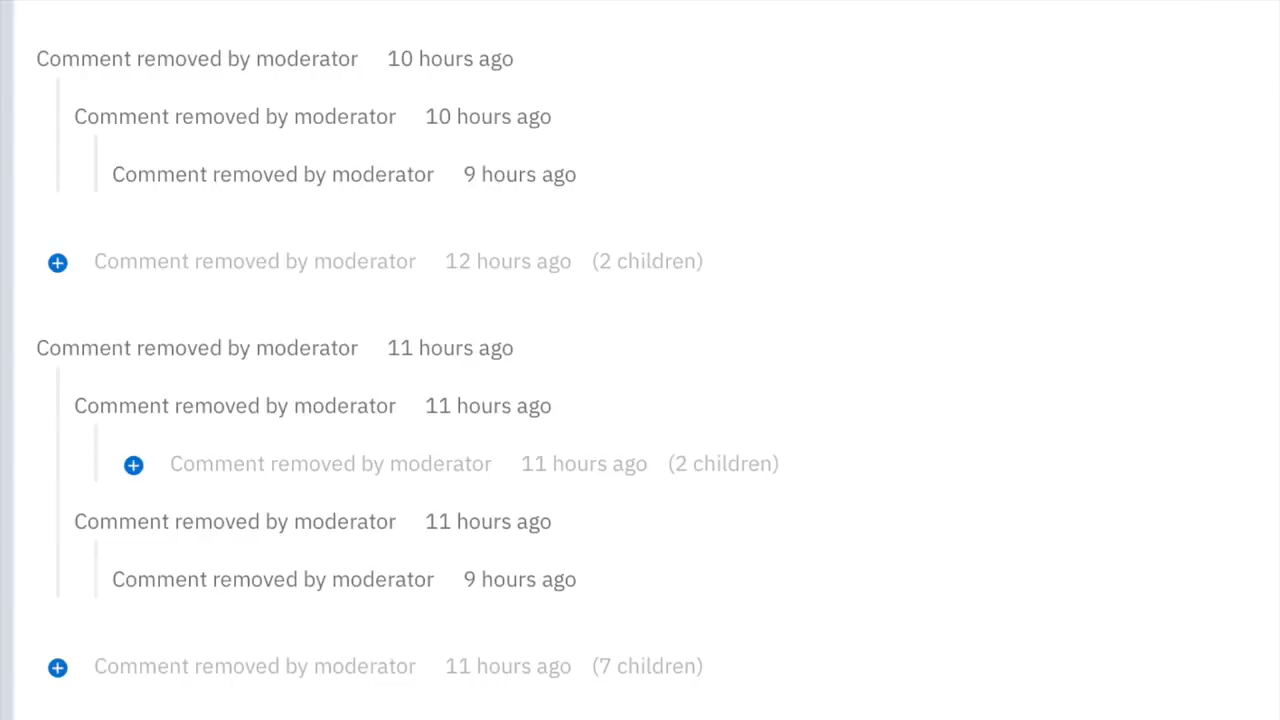 Comment removed by moderator 10 hours ago
Comment removed by moderator 10 hours ago
Comment removed by moderator 9 hours ago
Comment removed by moderator 12 hours ago (2 children)
Comment removed by moderator 11 hours ago
Comment removed by moderator 11 hours ago
Comment removed by moderator 11 hours ago (2 children)
Comment removed by moderator 11 hours ago
Comment removed by moderator 9 hours ago
Comment removed by moderator 11 hours ago (7 children)